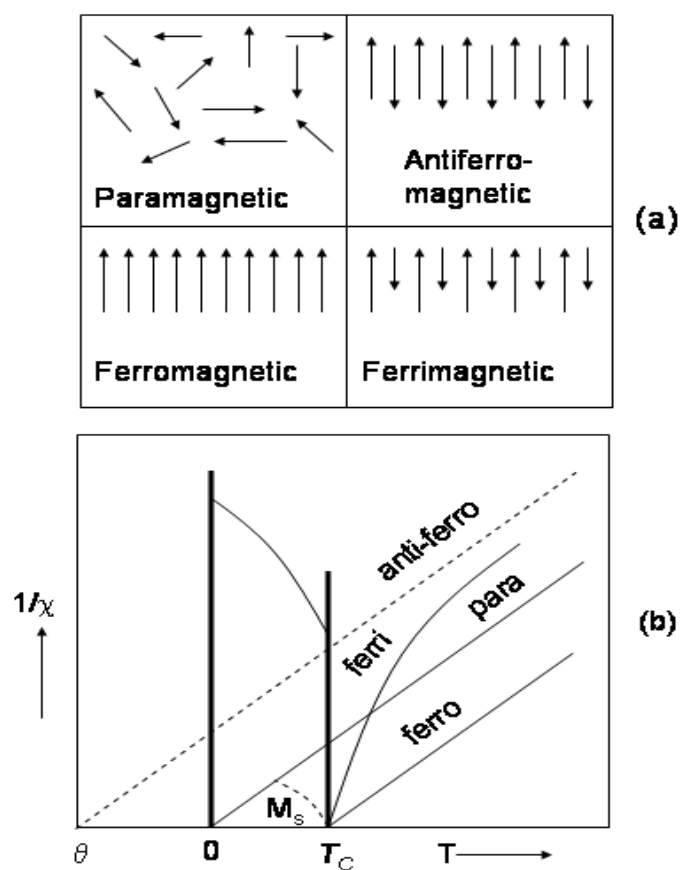 Paramagnetic
Antiferro-
magnetic
(a)
Ferromagnetic
Ferrimagnetic
anti-ferro
1/χ
ferri
para
(b)
ferro
Ms
θ
0
TC
T